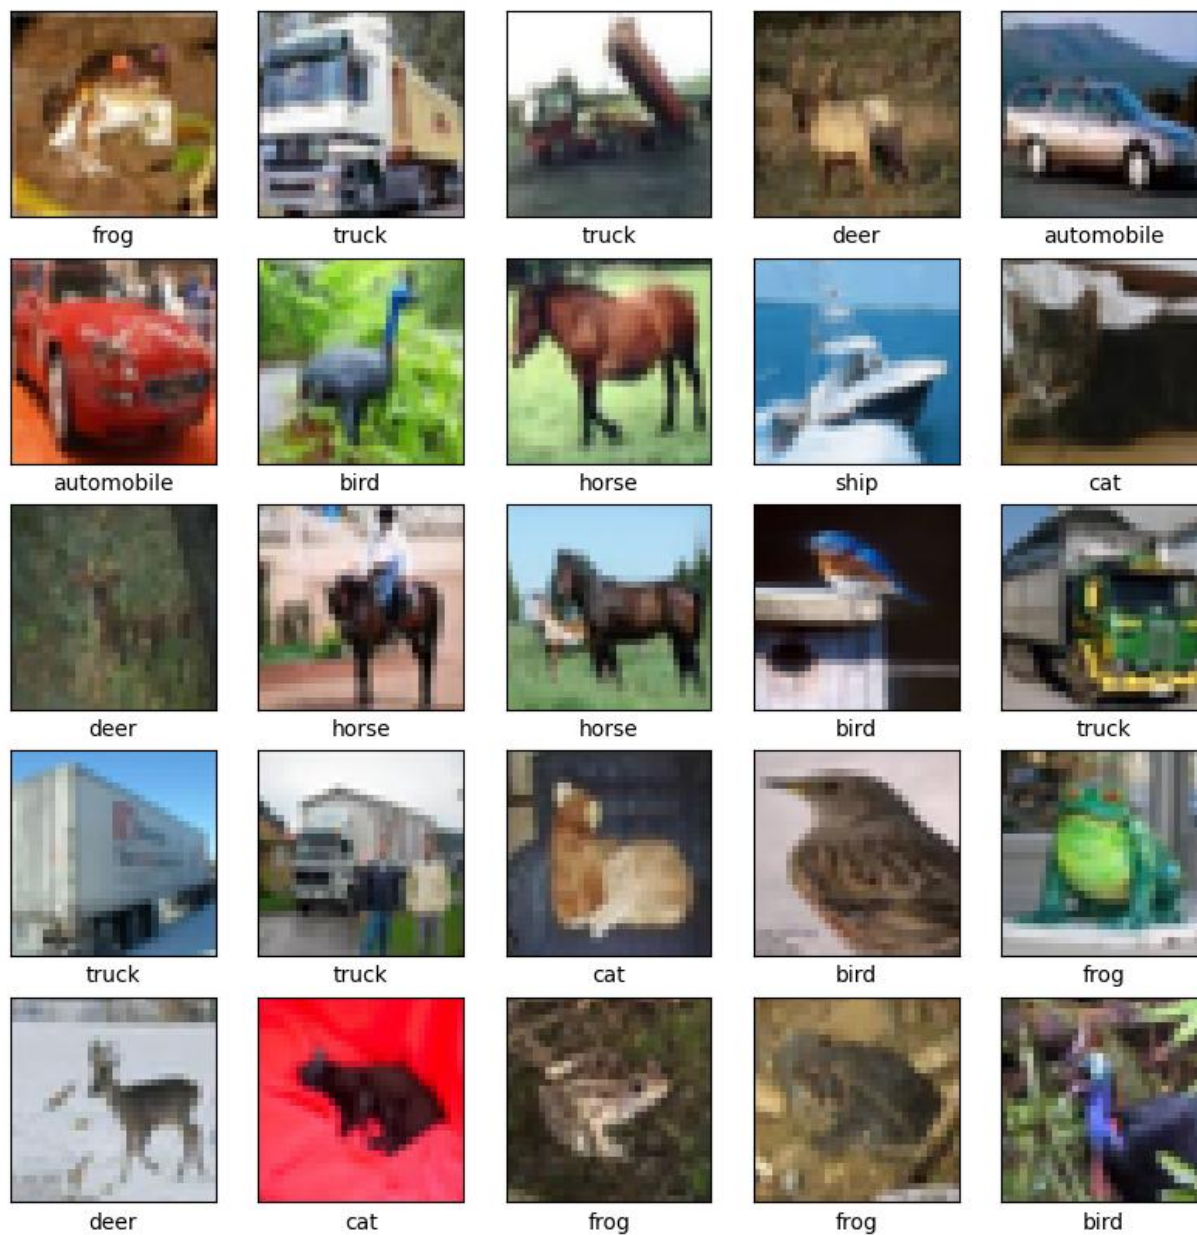 frog truck truck deer automobile
automobile bird horse ship cat
deer horse horse bird truck
truck truck cat bird frog
deer cat frog frog bird